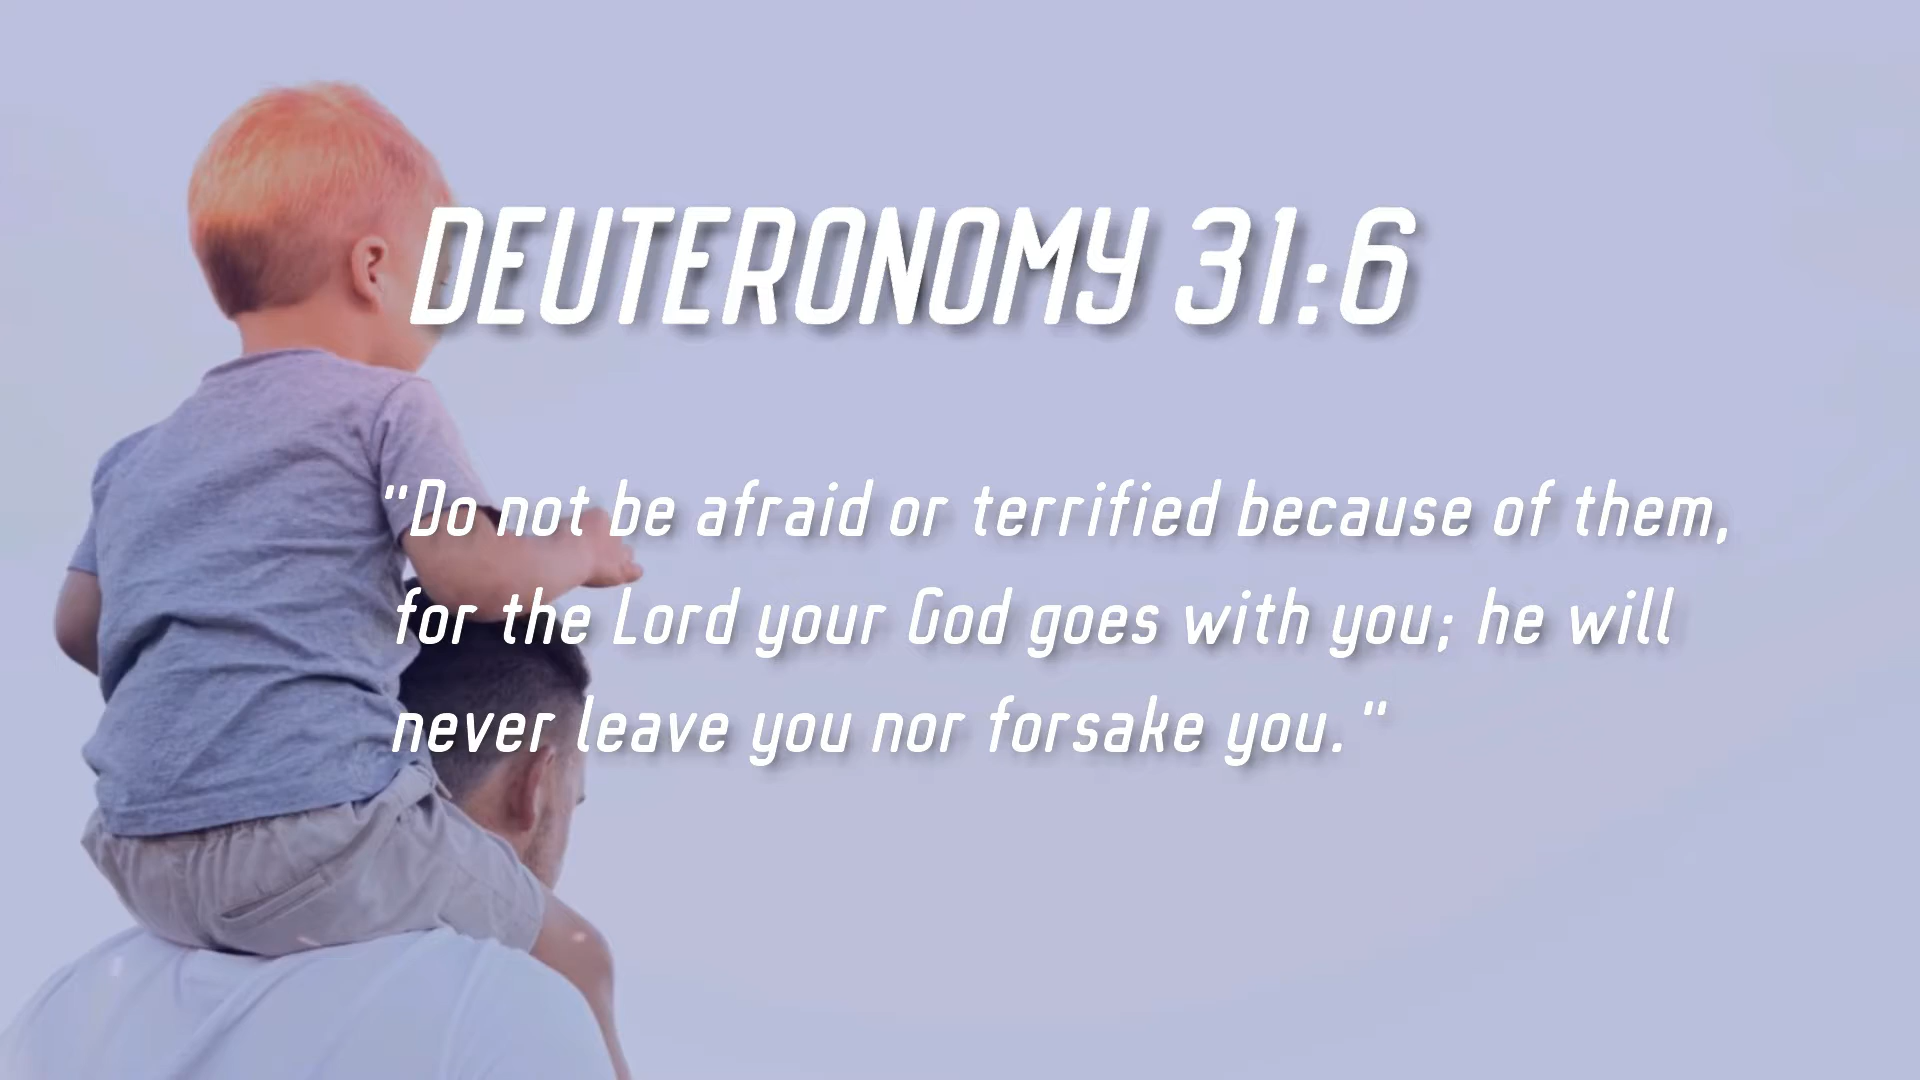 DEUTERONOMY 31:6
"Do not be afraid or terrified because of them,
for the Lord your God goes with you; he will
never leave you nor forsake you. "